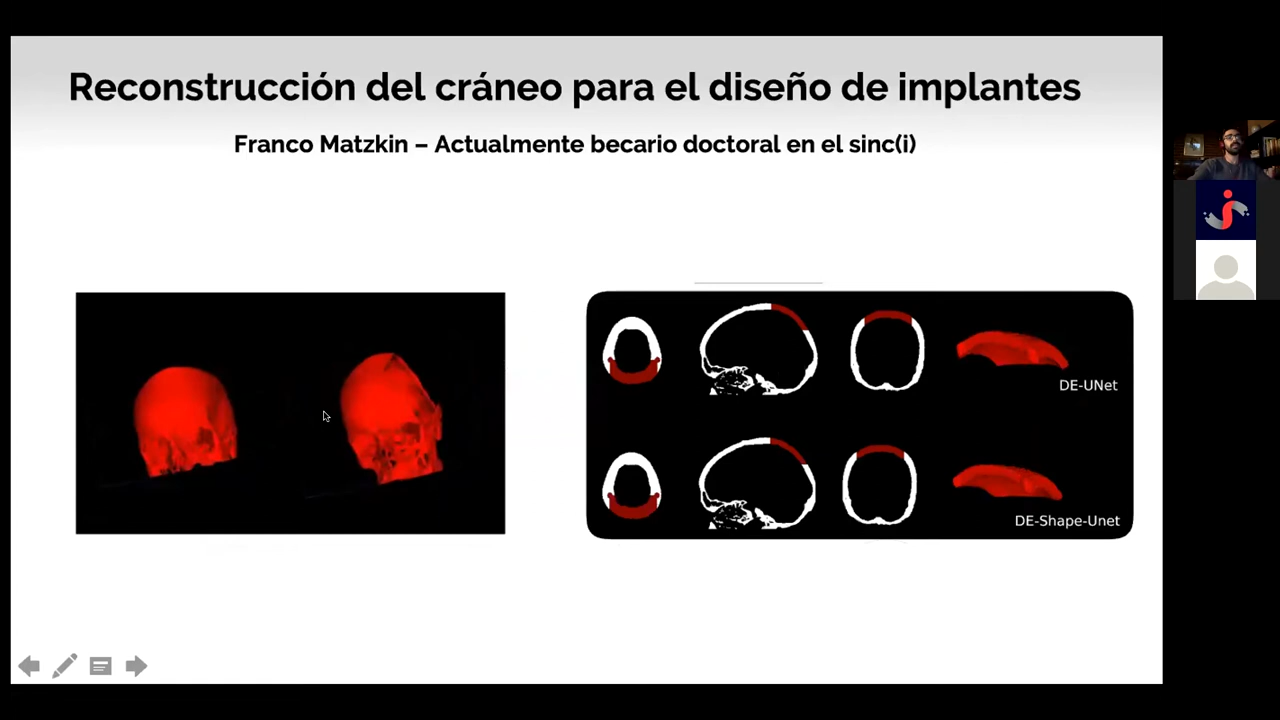 Reconstrucción del cráneo para el diseño de implantes
Franco Matzkin – Actualmente becario doctoral en el sinc(i)
DE-UNet
DE-Shape-Unet